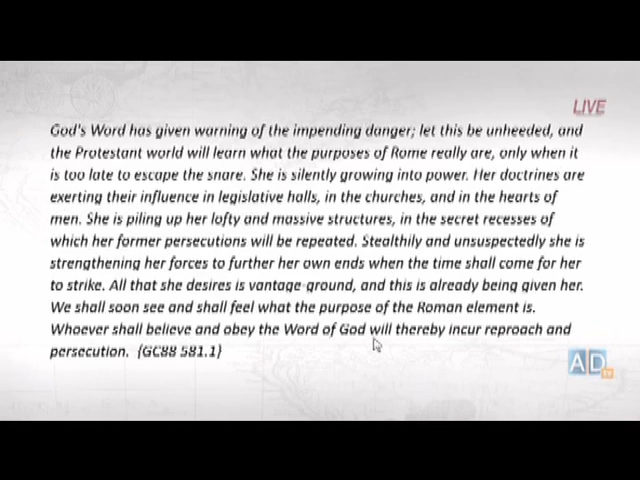 LIVE
God's Word has given warning of the impending danger; let this be unheeded, and
the Protestant world will learn what the purposes of Rome really are, only when it
is too late to escape the snare. She is silently growing into power. Her doctrines are
exerting their influence in legislative halls, in the churches, and in the hearts of
men. She is piling up her lofty and massive structures, in the secret recesses of
which her former persecutions will be repeated. Stealthily and unsuspectedly she is
strengthening her forces to further her own ends when the time shall come for her
to strike. All that she desires is vantage-ground, and this is already being given her.
We shall soon see and shall feel what the purpose of the Roman element is.
Whoever shall believe and obey the Word of God will thereby incur reproach and
persecution. {GC88 581.1}
AD
TV